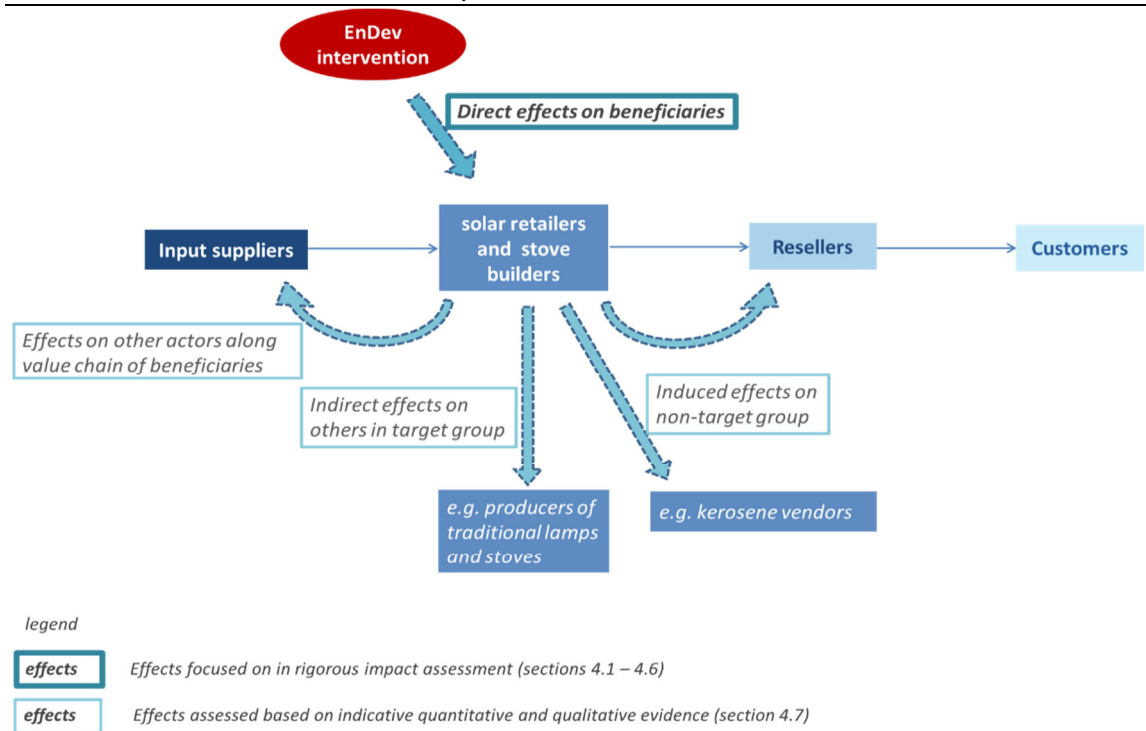 EnDev
intervention
Direct effects on beneficiaries
Input suppliers
solar retailers
and stove
builders
Resellers
Customers
Effects on other actors along
value chain of beneficiaries
Indirect effects on
others in target group
Induced effects on
non-target group
e.g. producers of
traditional lamps
and stoves
e.g. kerosene vendors
legend
effects Effects focused on in rigorous impact assessment (sections 4.1 – 4.6)
effects Effects assessed based on indicative quantitative and qualitative evidence (section 4.7)